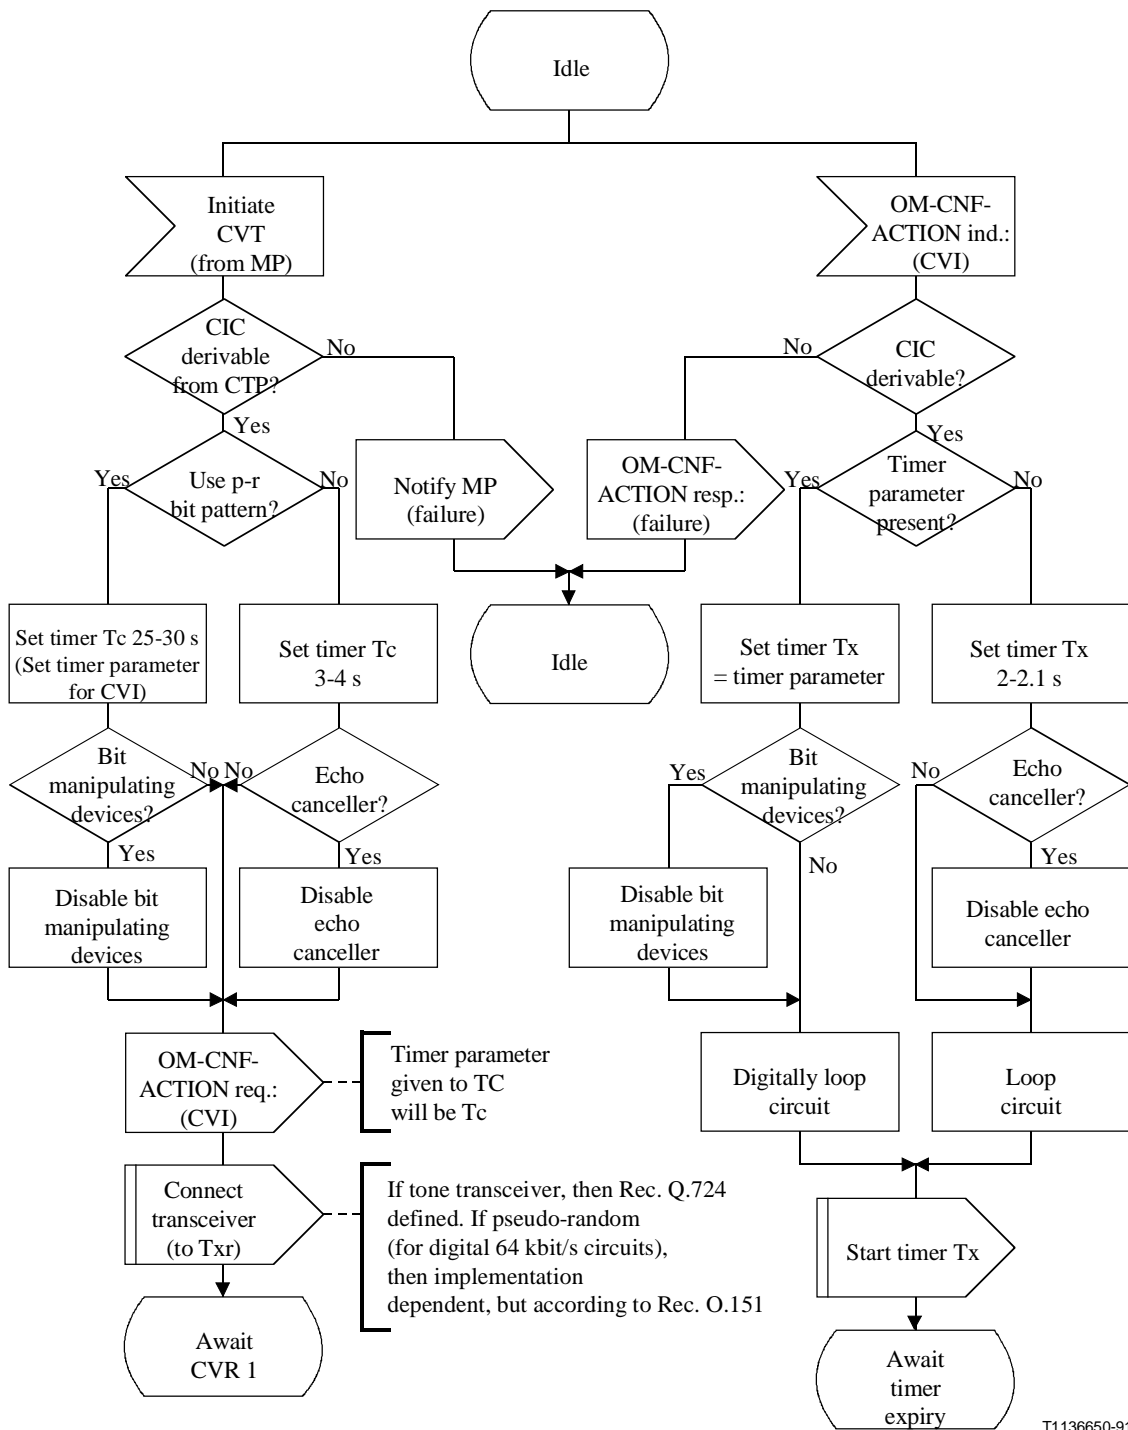 Idle
Initiate
CVT
(from MP)
OM-CNF-
ACTION ind.:
(CVI)
CIC
derivable
from CTP?
No
Yes
No
CIC
derivable?
Yes
Yes
Use p-r
bit pattern?
No
Notify MP
(failure)
OM-CNF-
ACTION resp.:
(failure)
Yes
Timer
parameter
present?
No
Set timer Tc 25-30 s
(Set timer parameter
for CVI)
Set timer Tc
3-4 s
Idle
Set timer Tx
= timer parameter
Set timer Tx
2-2.1 s
Bit
manipulating
devices?
No
No
Echo
canceller?
Yes
Yes
Yes
Bit
manipulating
devices?
No
No
Echo
canceller?
Yes
Disable bit
manipulating
devices
Disable
echo
canceller
Disable bit
manipulating
devices
Disable echo
canceller
OM-CNF-
ACTION req.:
(CVI)
Timer parameter
given to TC
will be Tc
Digitally loop
circuit
Loop
circuit
Connect
transceiver
(to Txr)
If tone transceiver, then Rec. Q.724
defined. If pseudo-random
(for digital 64 kbit/s circuits),
then implementation
dependent, but according to Rec. O.151
Start timer Tx
Await
CVR 1
Await
timer
expiry
T1136650-91